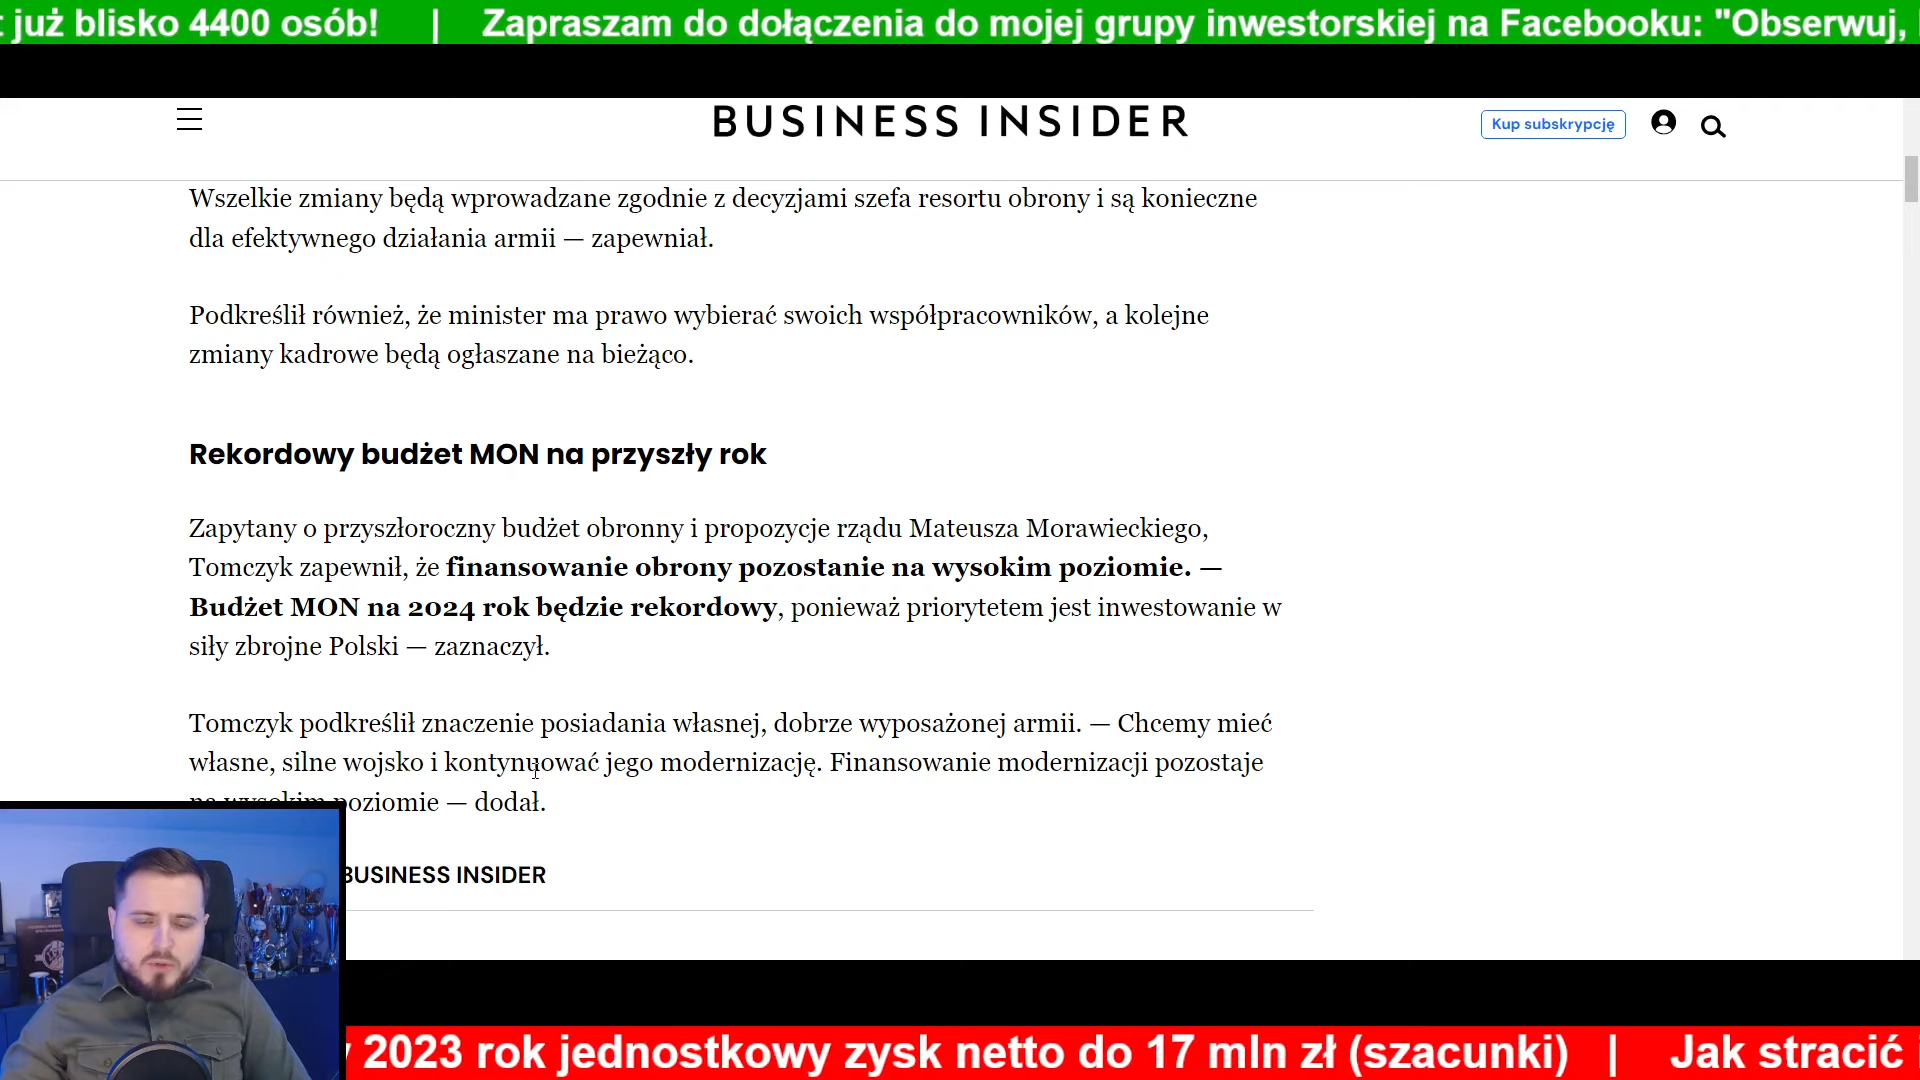 już blisko 4400 osób! | Zapraszam do dołączenia do mojej grupy inwestorskiej na Facebooku: "Obserwuj,
BUSINESS INSIDER
Kup subskrypcję
Wszelkie zmiany będą wprowadzane zgodnie z decyzjami szefa resortu obrony i są konieczne
dla efektywnego działania armii — zapewniał.
Podkreślił również, że minister ma prawo wybierać swoich współpracowników, a kolejne
zmiany kadrowe będą ogłaszane na bieżąco.
Rekordowy budżet MON na przyszły rok
Zapytany o przyszłoroczny budżet obronny i propozycje rządu Mateusza Morawieckiego,
Tomczyk zapewnił, że finansowanie obrony pozostanie na wysokim poziomie. —
Budżet MON na 2024 rok będzie rekordowy, ponieważ priorytetem jest inwestowanie w
siły zbrojne Polski — zaznaczył.
Tomczyk podkreślił znaczenie posiadania własnej, dobrze wyposażonej armii. — Chcemy mieć
własne, silne wojsko i kontynuować jego modernizację. Finansowanie modernizacji pozostaje
na wysokim poziomie — dodał.
BUSINESS INSIDER
2023 rok jednostkowy zysk netto do 17 mln zł (szacunki) | Jak stracić